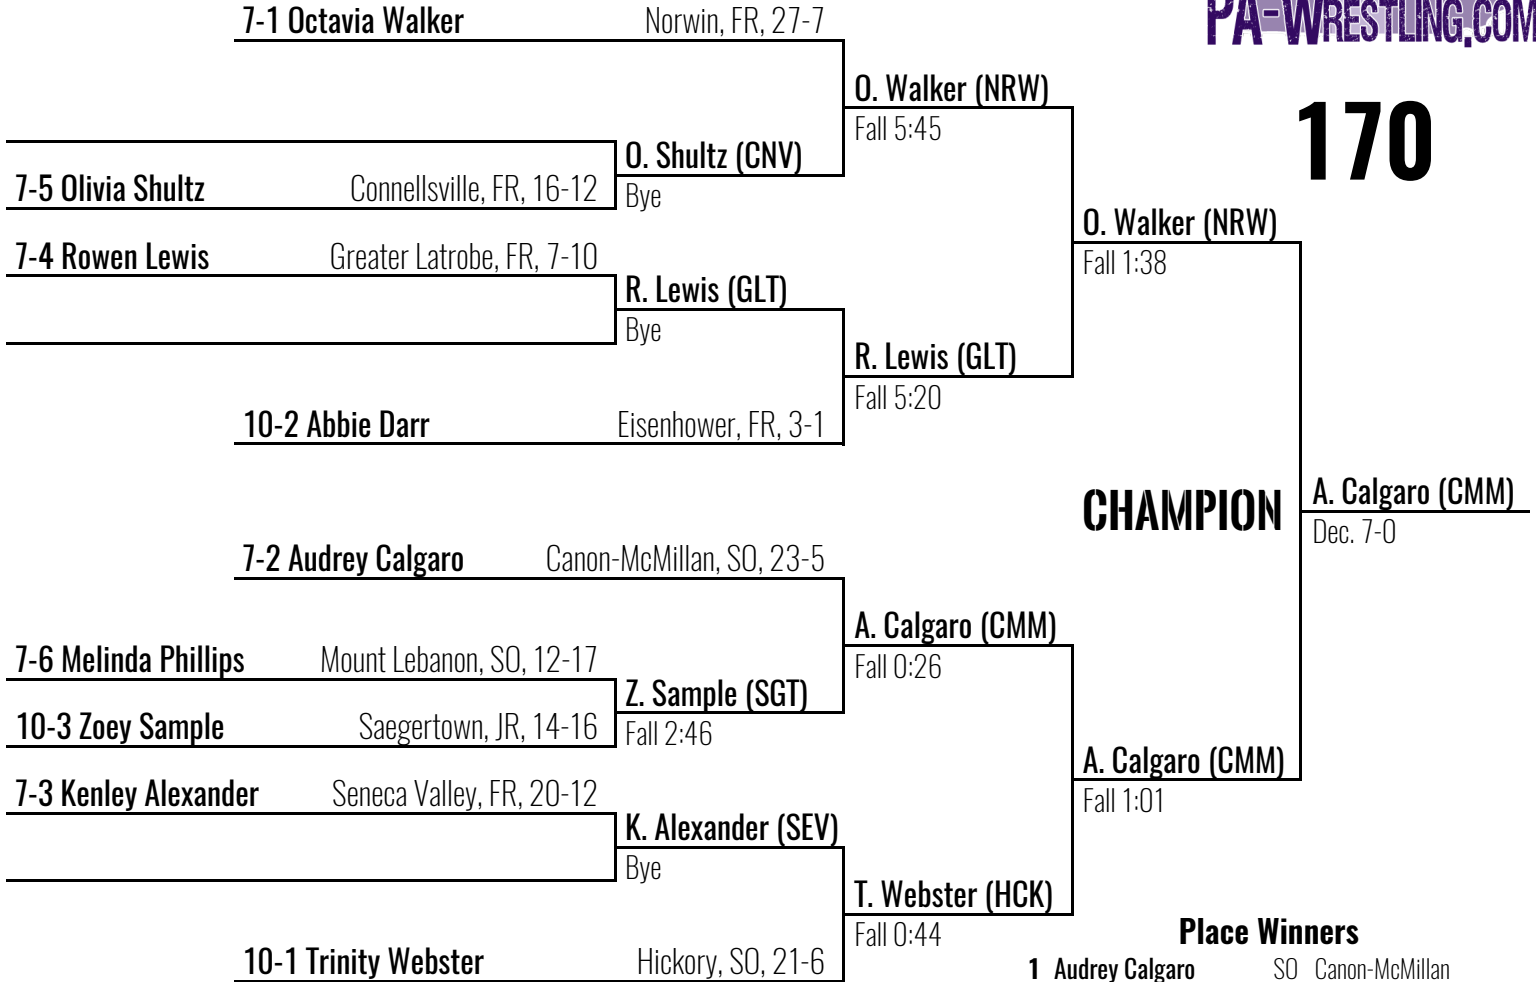 PA-WRESTLING.COM
170
7-1 Octavia Walker Norwin, FR, 27-7
O. Walker (NRW)
Fall 5:45
O. Shultz (CNV)
Bye
7-5 Olivia Shultz Connellsville, FR, 16-12
O. Walker (NRW)
Fall 1:38
7-4 Rowen Lewis Greater Latrobe, FR, 7-10
R. Lewis (GLT)
Bye
R. Lewis (GLT)
Fall 5:20
10-2 Abbie Darr Eisenhower, FR, 3-1
CHAMPION
A. Calgaro (CMM)
Dec. 7-0
7-2 Audrey Calgaro Canon-McMillan, SO, 23-5
A. Calgaro (CMM)
Fall 0:26
7-6 Melinda Phillips Mount Lebanon, SO, 12-17
Z. Sample (SGT)
Fall 2:46
10-3 Zoey Sample Saegertown, JR, 14-16
A. Calgaro (CMM)
Fall 1:01
7-3 Kenley Alexander Seneca Valley, FR, 20-12
K. Alexander (SEV)
Bye
T. Webster (HCK)
Fall 0:44
10-1 Trinity Webster Hickory, SO, 21-6
Place Winners
1 Audrey Calgaro SO Canon-McMillan